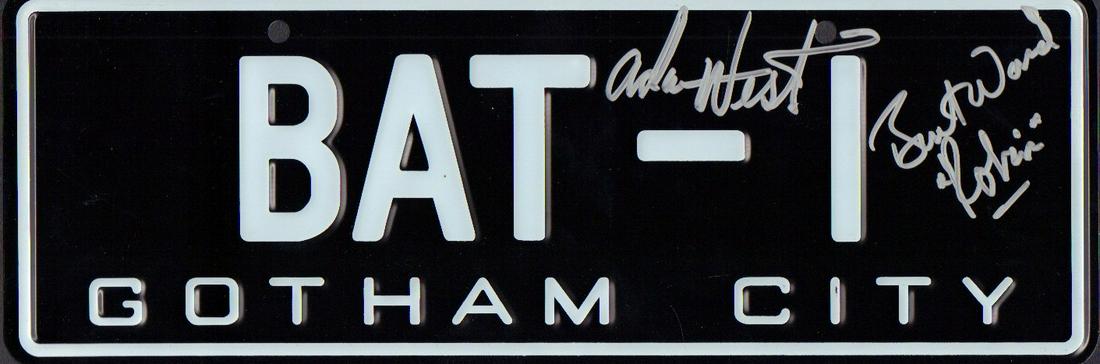 BAT-1
GOTHAM CITY
Adam West
Burt Ward
"Robin"